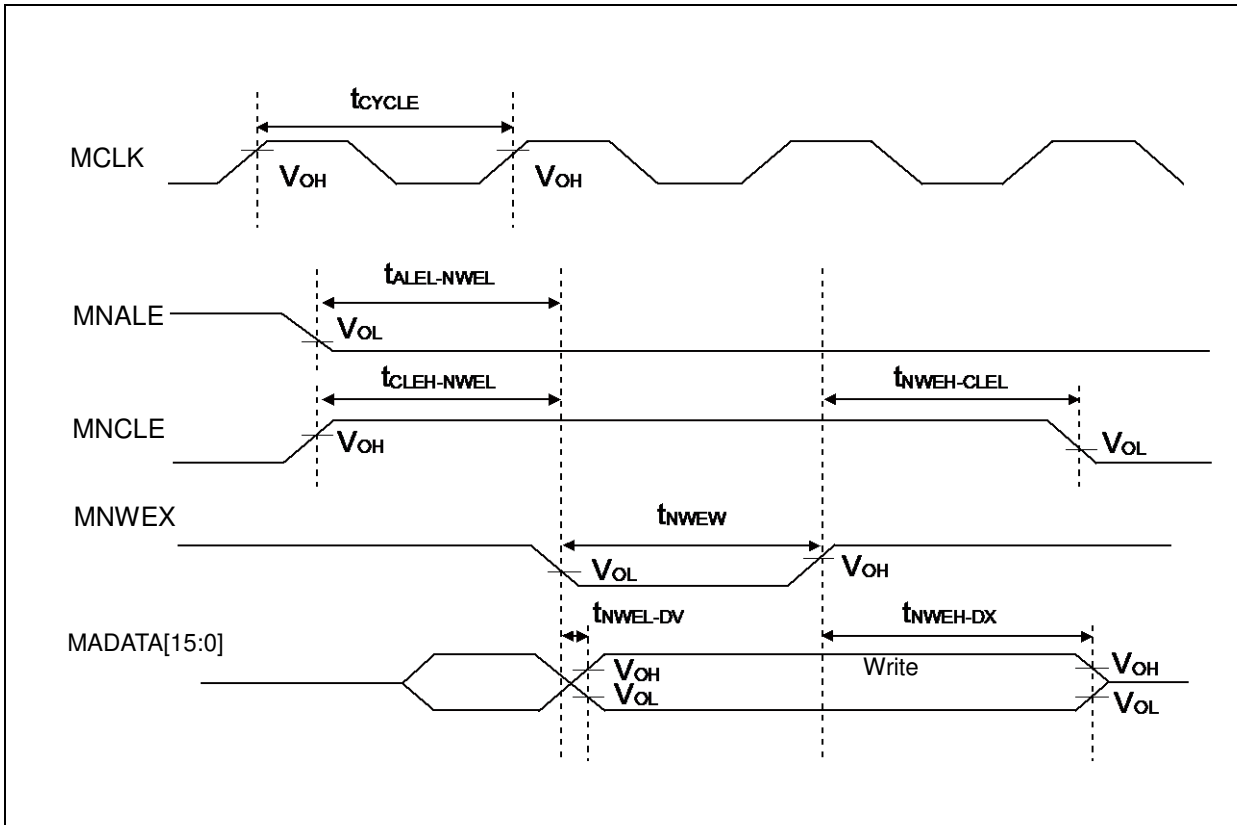 tCYCLE
MCLK
VOH VOH
tALEL-NWEL
MNALE
VOL
tCLEH-NWEL tNWEH-CLEL
MNCLE
VOH VOL
MNWEX tNWEW
VOL VOH
tNWEL-DV tNWEH-DX
MADATA[15:0]
VOH Write VOH
VOL VOL